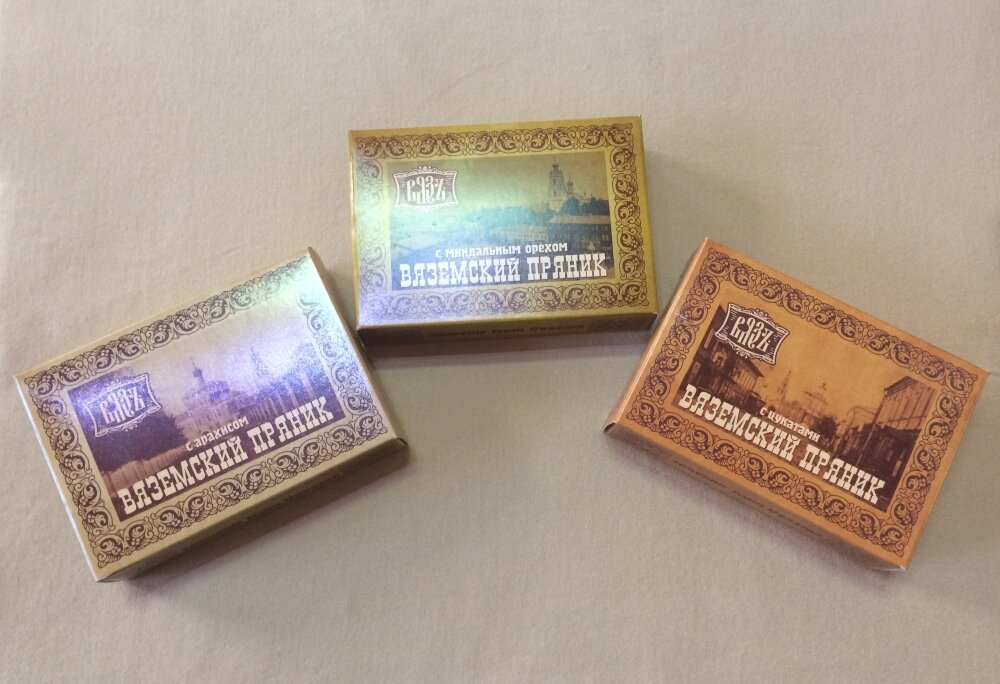 с миндальным орехом
ВЯЗЕМСКИЙ ПРЯНИК
с арахисом
ВЯЗЕМСКИЙ ПРЯНИК
с цукатами
ВЯЗЕМСКИЙ ПРЯНИК